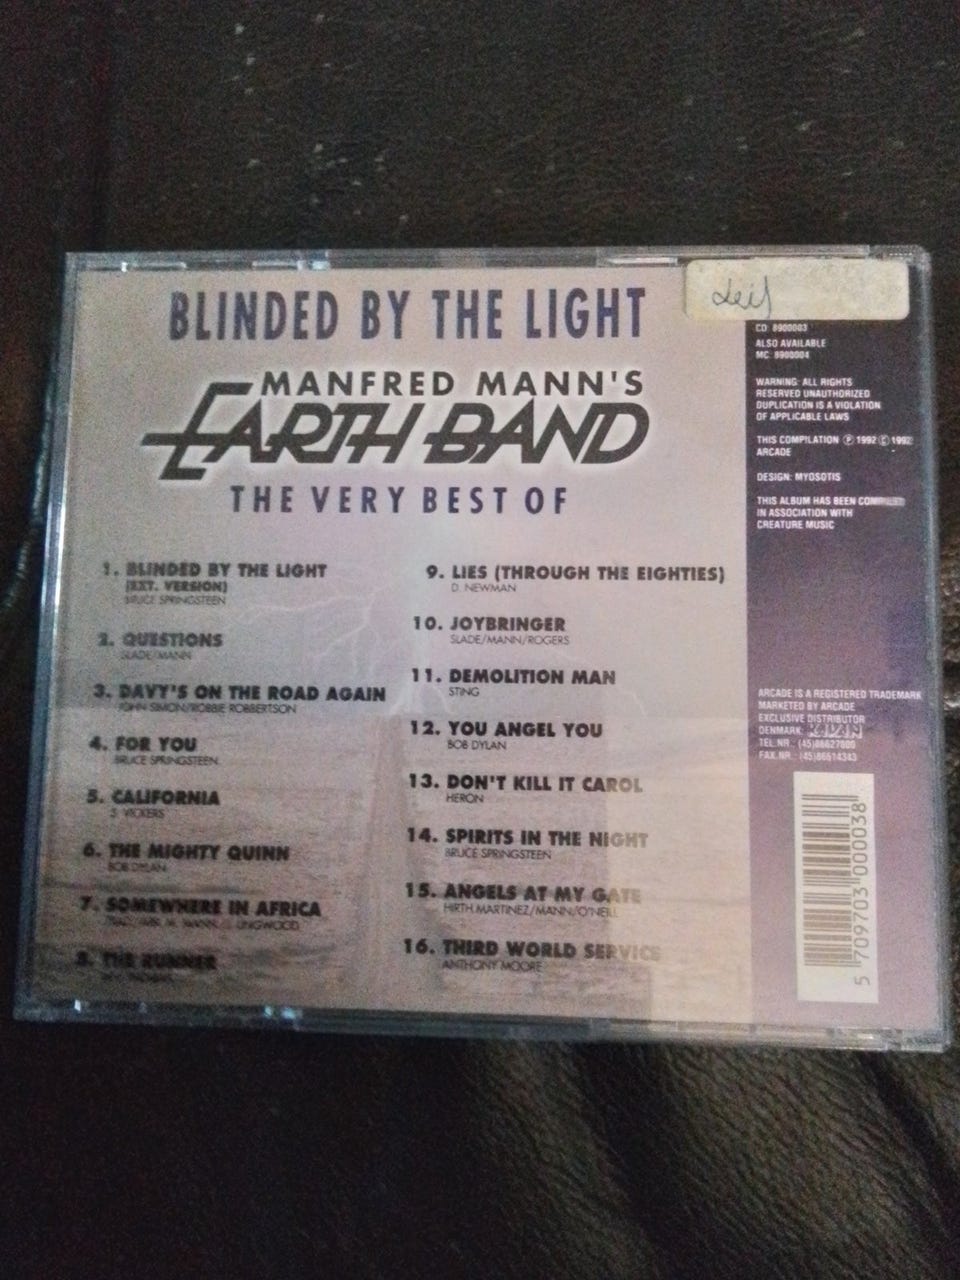 BLINDED BY THE LIGHT
MANFRED MANN'S
EARTH BAND
THE VERY BEST OF
1. BLINDED BY THE LIGHT
(EXT. VERSION)
BRUCE SPRINGSTEEN
2. QUESTIONS
SLADE/MANN
3. DAVY'S ON THE ROAD AGAIN
JOHN SIMON/ROBBIE ROBBERTSON
4. FOR YOU
BRUCE SPRINGSTEEN
5. CALIFORNIA
S. VICKERS
6. THE MIGHTY QUINN
BOB DYLAN
7. SOMEWHERE IN AFRICA
LINGWOOD
8. THE RUNNER
9. LIES (THROUGH THE EIGHTIES)
D. NEWMAN
10. JOYBRINGER
SLADE/MANN/ROGERS
11. DEMOLITION MAN
STING
12. YOU ANGEL YOU
BOB DYLAN
13. DON'T KILL IT CAROL
HERON
14. SPIRITS IN THE NIGHT
BRUCE SPRINGSTEEN
15. ANGELS AT MY GATE
HIRTH MARTINEZ/MANN/O'NEILL
16. THIRD WORLD SERVICE
ANTHONY MOORE
Leif
CD: 8900003
ALSO AVAILABLE
MC: 8900004
WARNING: ALL RIGHTS
RESERVED UNAUTHORIZED
DUPLICATION IS A VIOLATION
OF APPLICABLE LAWS
THIS COMPILATION Ⓟ 1992 Ⓒ 1992
ARCADE
DESIGN: MYOSOTIS
THIS ALBUM HAS BEEN COMPILED
IN ASSOCIATION WITH
CREATURE MUSIC
ARCADE IS A REGISTERED TRADEMARK
MARKETED BY ARCADE
EXCLUSIVE DISTRIBUTOR
DENMARK:
TEL.NR.: (45)86627800
FAX.NR.: (45)86514343
5 709703 000038